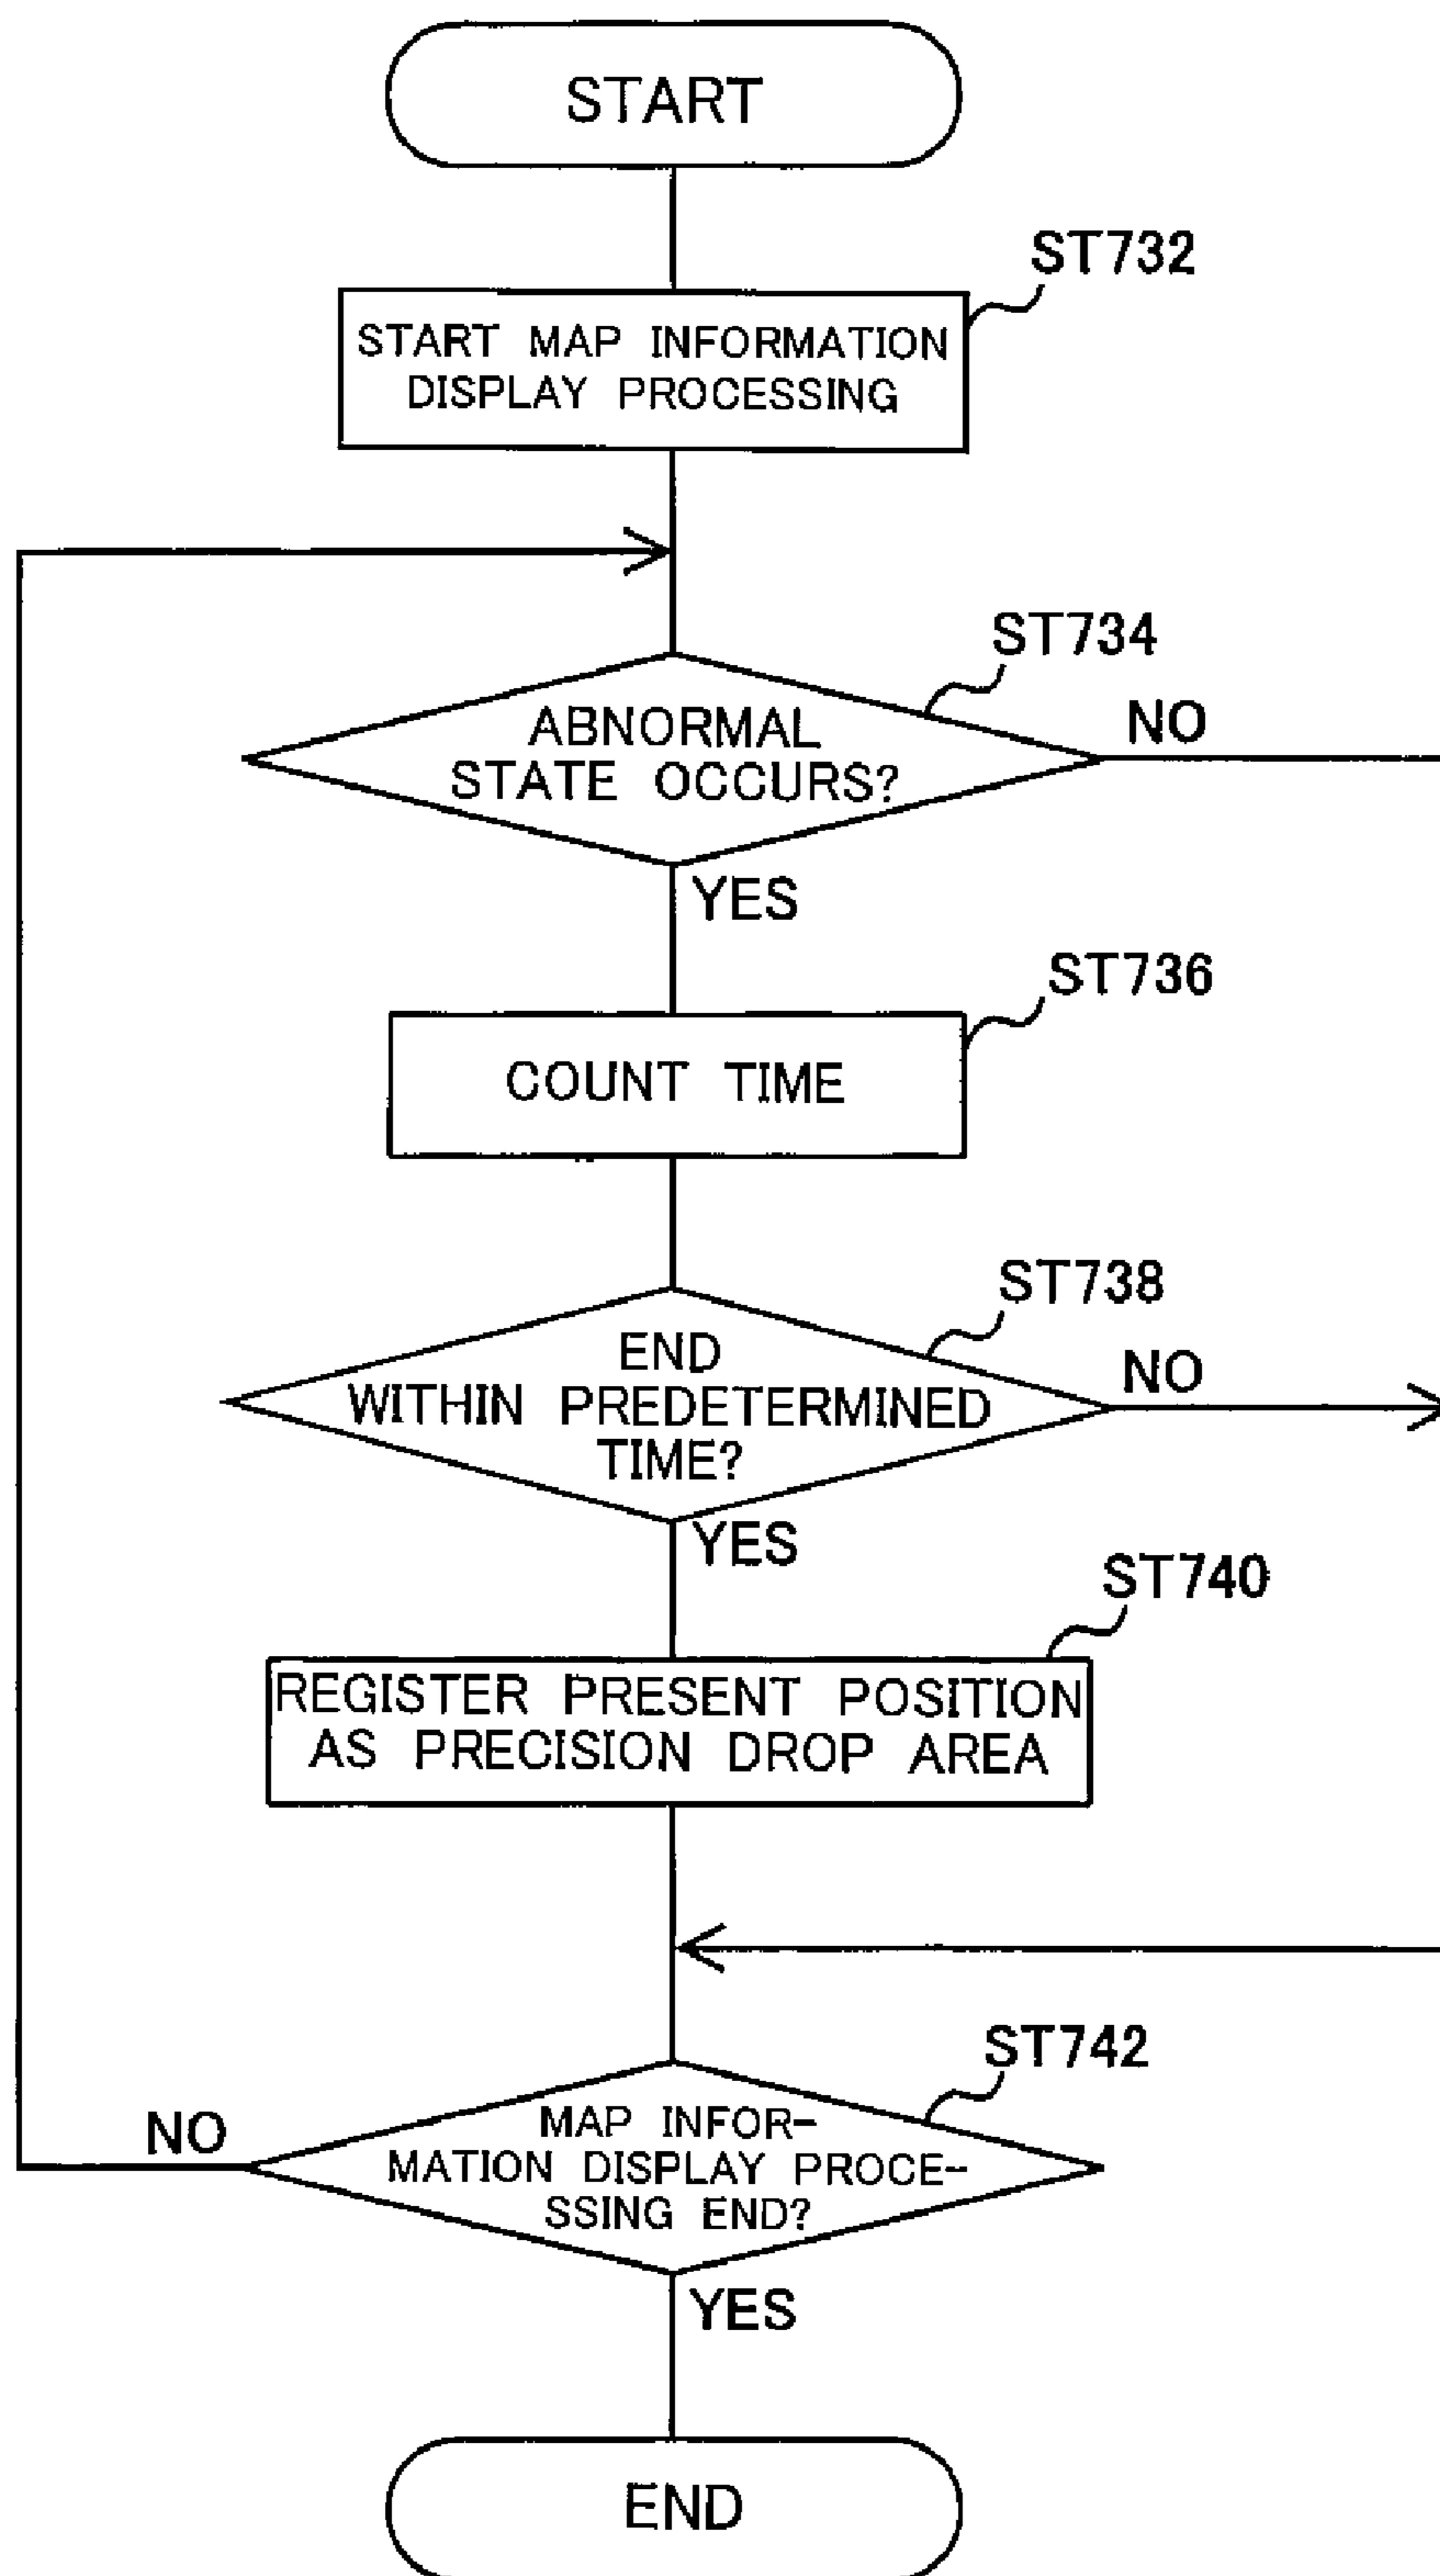 START
ST732
START MAP INFORMATION
DISPLAY PROCESSING
ST734
ABNORMAL
STATE OCCURS?
NO
YES
ST736
COUNT TIME
ST738
END
WITHIN PREDETERMINED
TIME?
NO
YES
ST740
REGISTER PRESENT POSITION
AS PRECISION DROP AREA
ST742
MAP INFOR-
MATION DISPLAY PROCE-
SSING END?
NO
YES
END